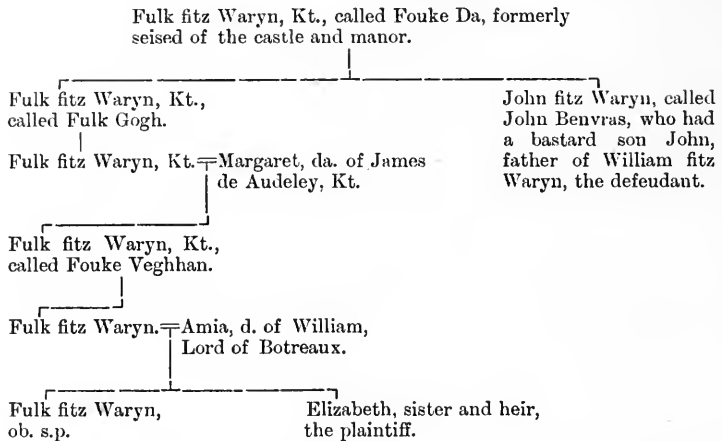 Fulk fitz Waryn, Kt., called Fouke Da, formerly
seised of the castle and manor.
Fulk fitz Waryn, Kt.,
called Fulk Gogh.
John fitz Waryn, called
John Benvras, who had
a bastard son John,
father of William fitz
Waryn, the defeudant.
Fulk fitz Waryn, Kt.
Margaret, da. of James
de Audeley, Kt.
Fulk fitz Waryn, Kt.,
called Fouke Veghhan.
Fulk fitz Waryn.
Amia, d. of William,
Lord of Botreaux.
Fulk fitz Waryn,
ob. s.p.
Elizabeth, sister and heir,
the plaintiff.